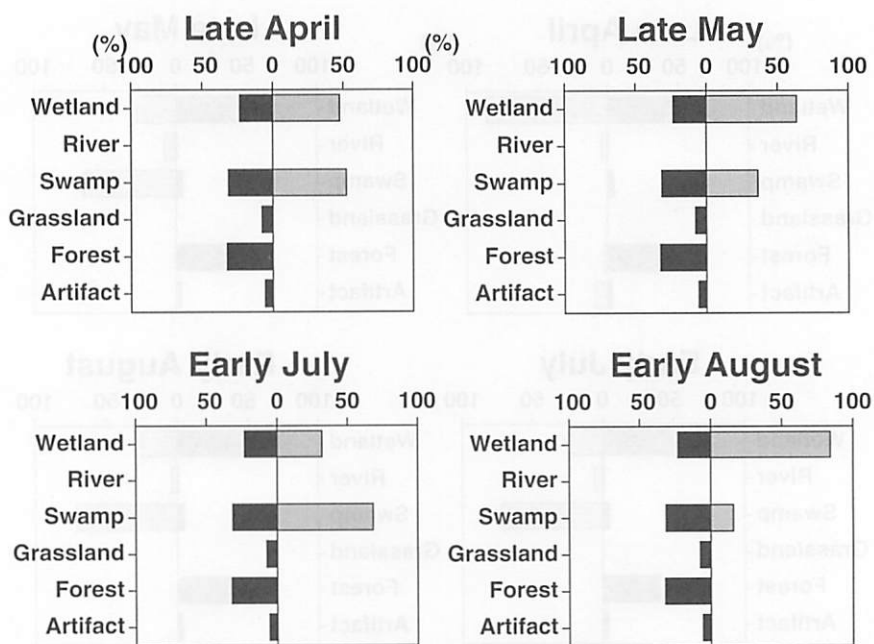 Late April
(%)
100 50 0 50 100
Wetland
River
Swamp
Grassland
Forest
Artifact
Late May
(%)
100 50 0 50 100
Wetland
River
Swamp
Grassland
Forest
Artifact
Early July
100 50 0 50 100
Wetland
River
Swamp
Grassland
Forest
Artifact
Early August
100 50 0 50 100
Wetland
River
Swamp
Grassland
Forest
Artifact